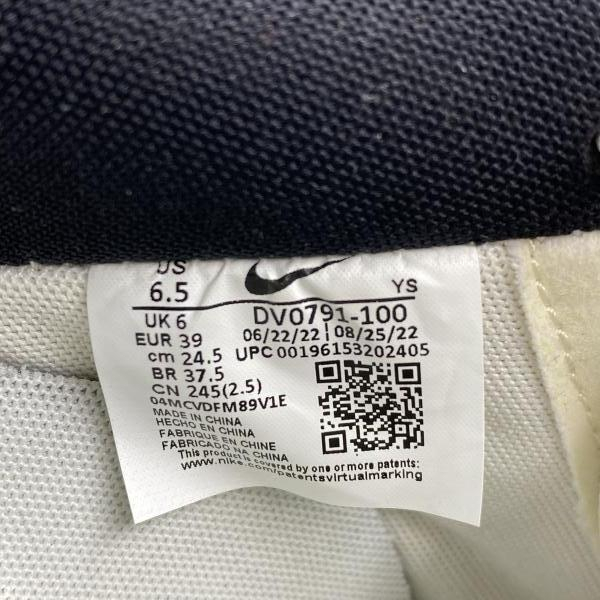 US
6.5
YS
UK 6
DV0791-100
EUR 39
06/22/22 | 08/25/22
cm 24.5
UPC 00196153202405
BR 37.5
CN 245(2.5)
04MCVDFM89V1E
MADE IN CHINA
HECHO EN CHINA
FABRIQUE EN CHINE
FABRICADO NA CHINA
This product is covered by one or more patents:
www.nike.com/patentsvirtualmarking